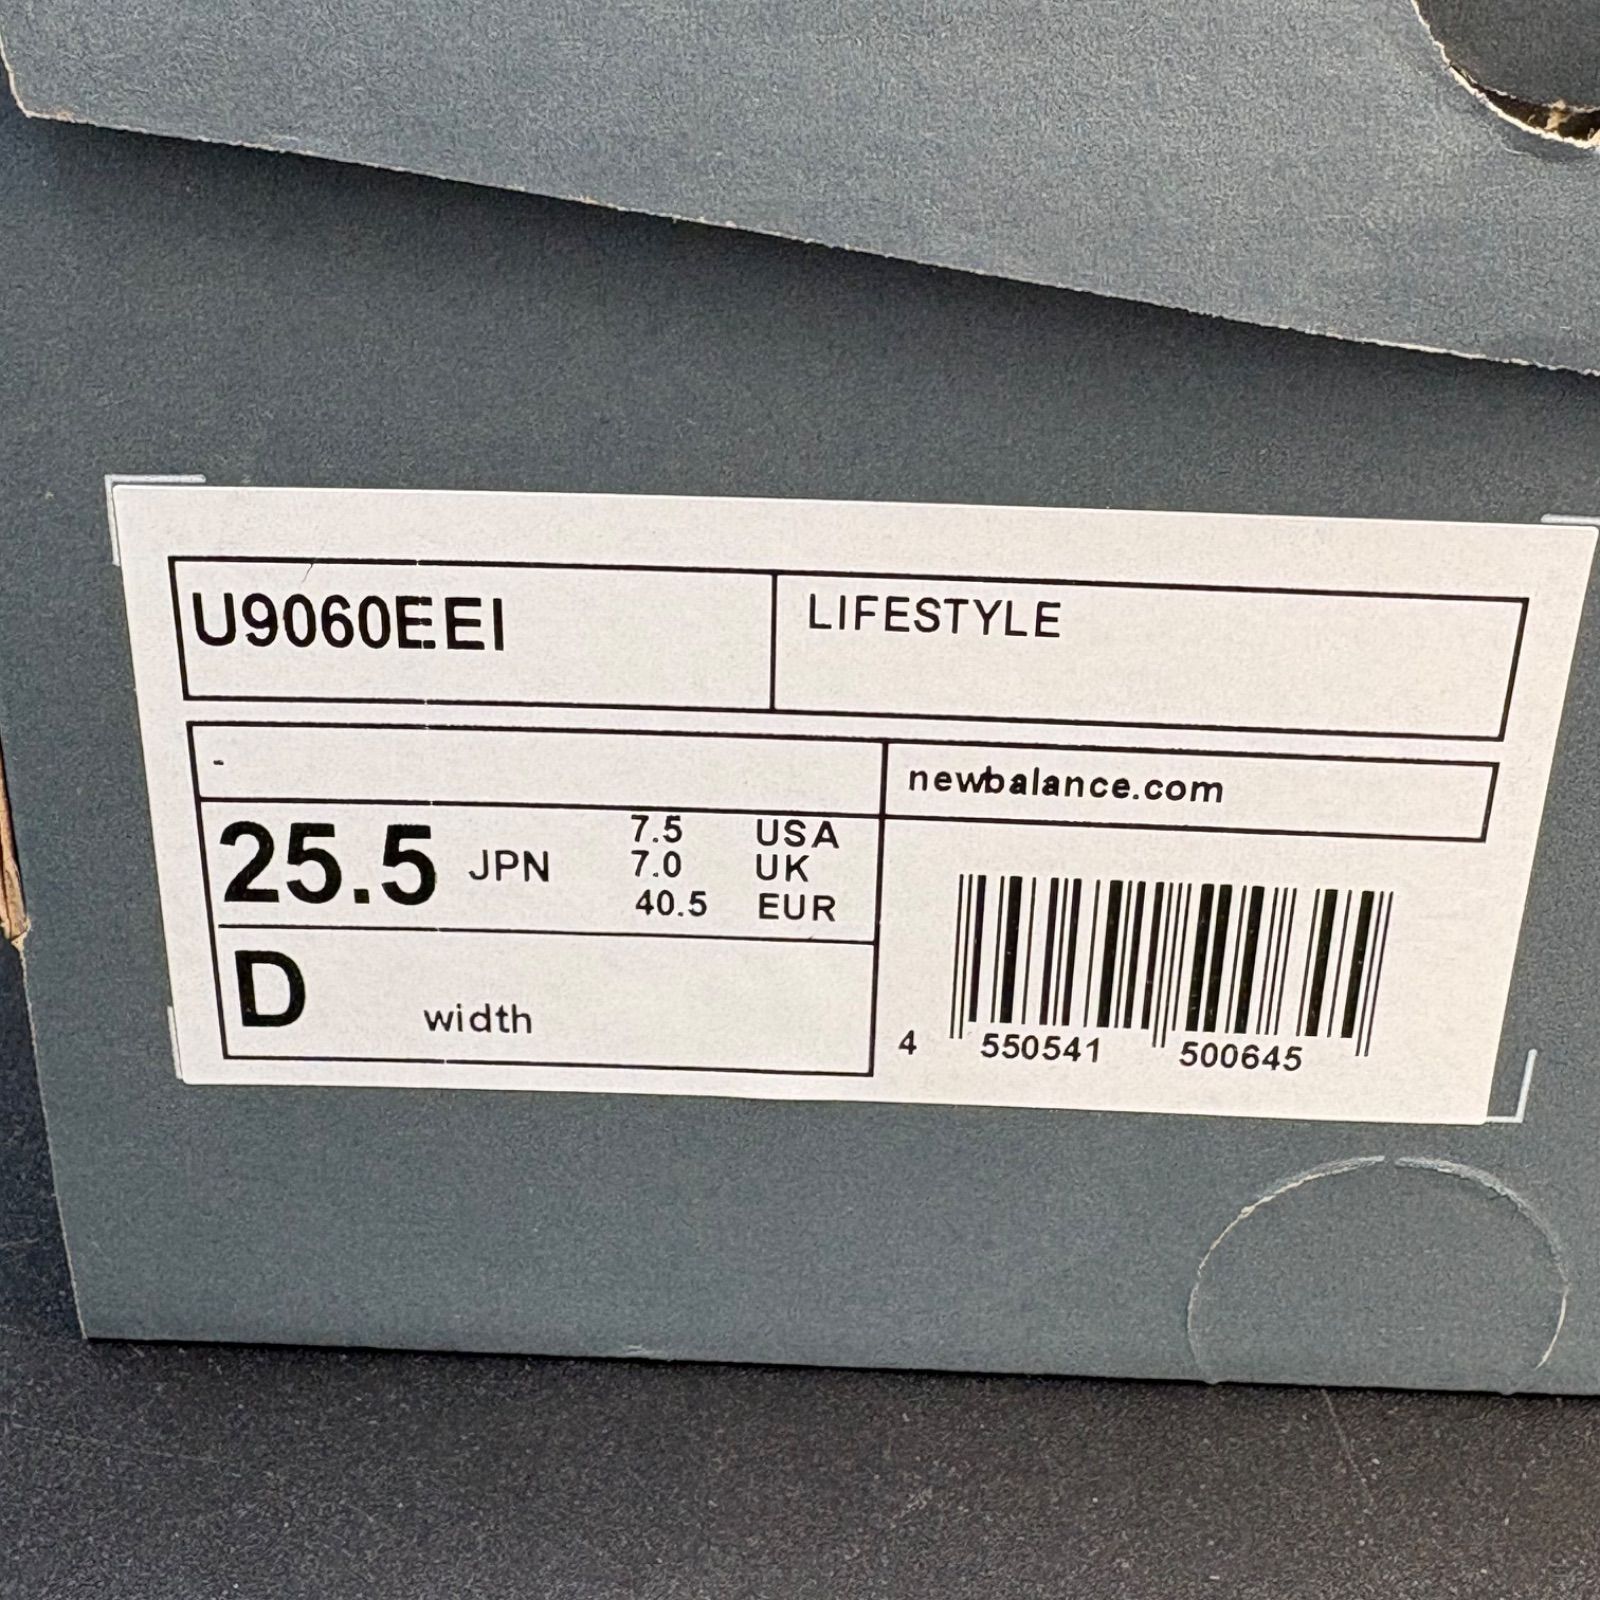 U9060EEI
LIFESTYLE
-
newbalance.com
25.5 JPN
7.5 USA
7.0 UK
40.5 EUR
D width
4 550541 500645